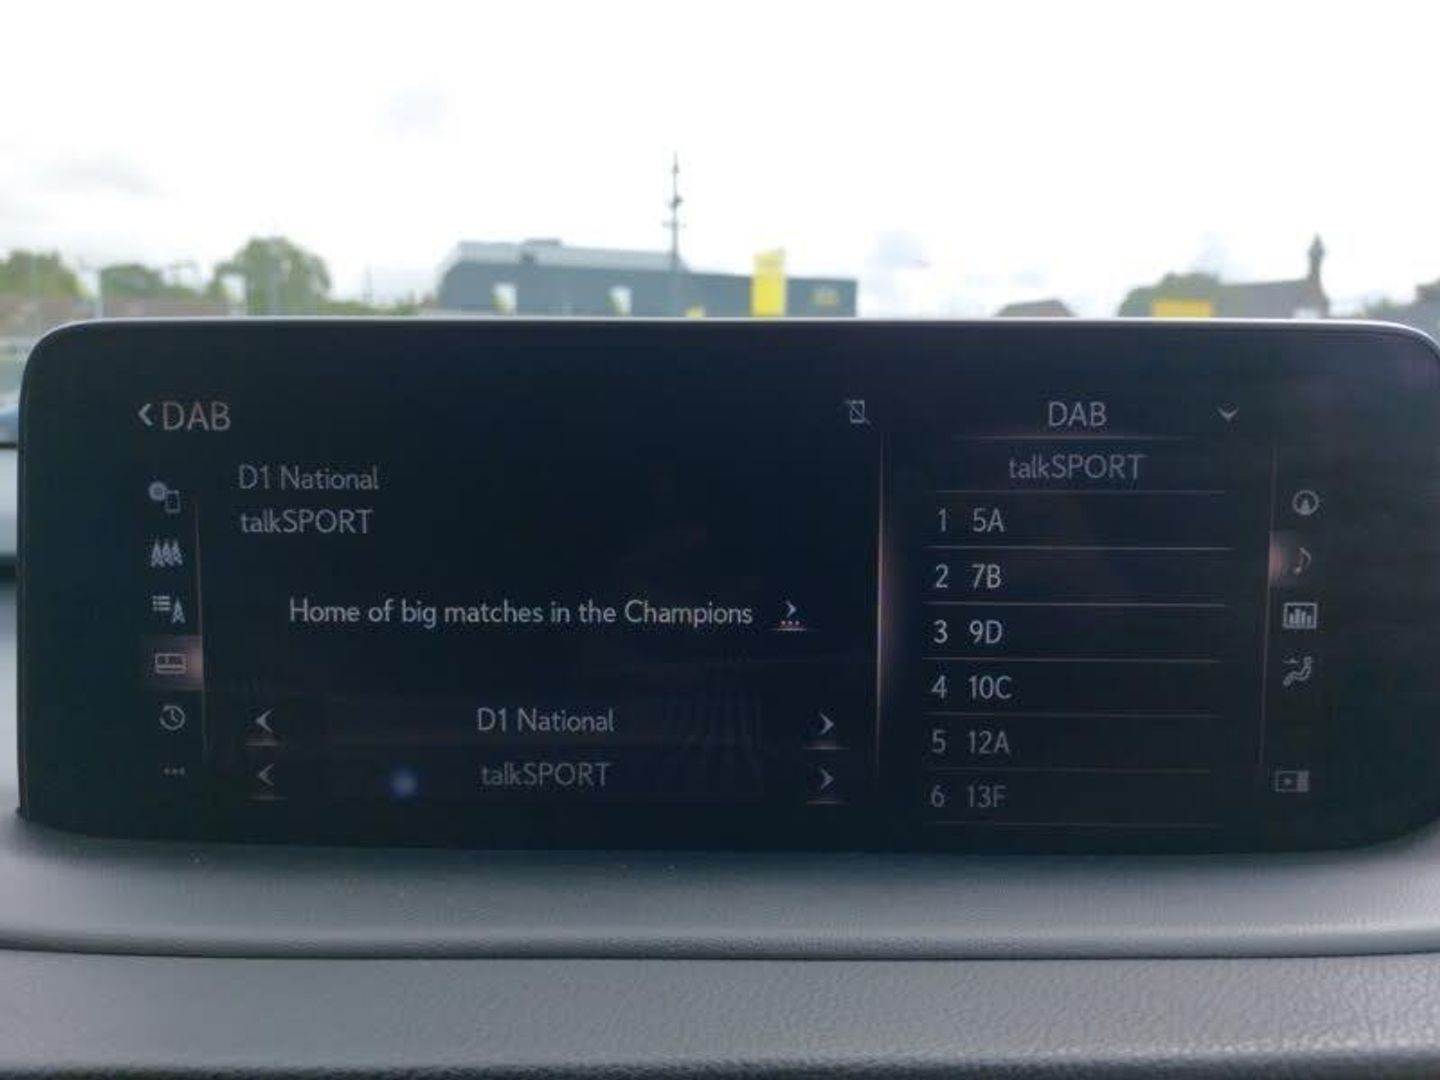 DAB
D1 National
talkSPORT
Home of big matches in the Champions
D1 National
talkSPORT
DAB
talkSPORT
1 5A
2 7B
3 9D
4 10C
5 12A
6 13F